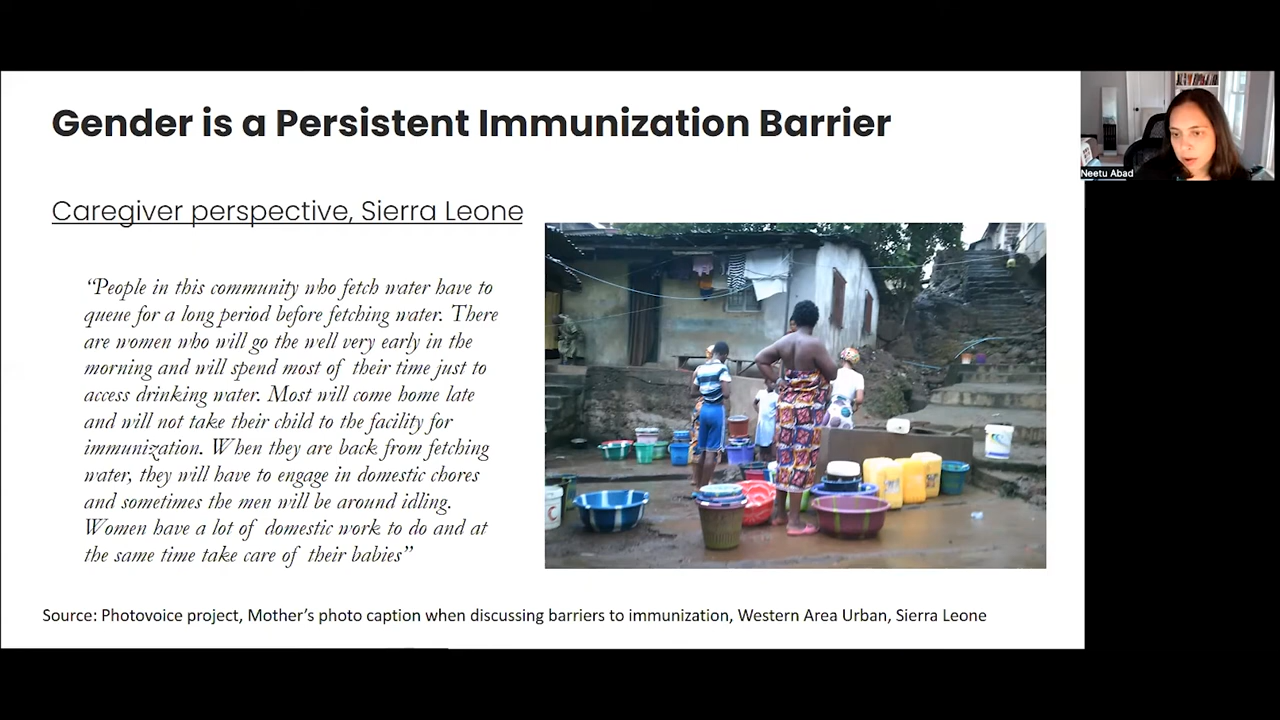 Gender is a Persistent Immunization Barrier
Neetu Abad
Caregiver perspective, Sierra Leone
“People in this community who fetch water have to
queue for a long period before fetching water. There
are women who will go the well very early in the
morning and will spend most of their time just to
access drinking water. Most will come home late
and will not take their child to the facility for
immunization. When they are back from fetching
water, they will have to engage in domestic chores
and sometimes the men will be around idling.
Women have a lot of domestic work to do and at
the same time take care of their babies”
Source: Photovoice project, Mother’s photo caption when discussing barriers to immunization, Western Area Urban, Sierra Leone